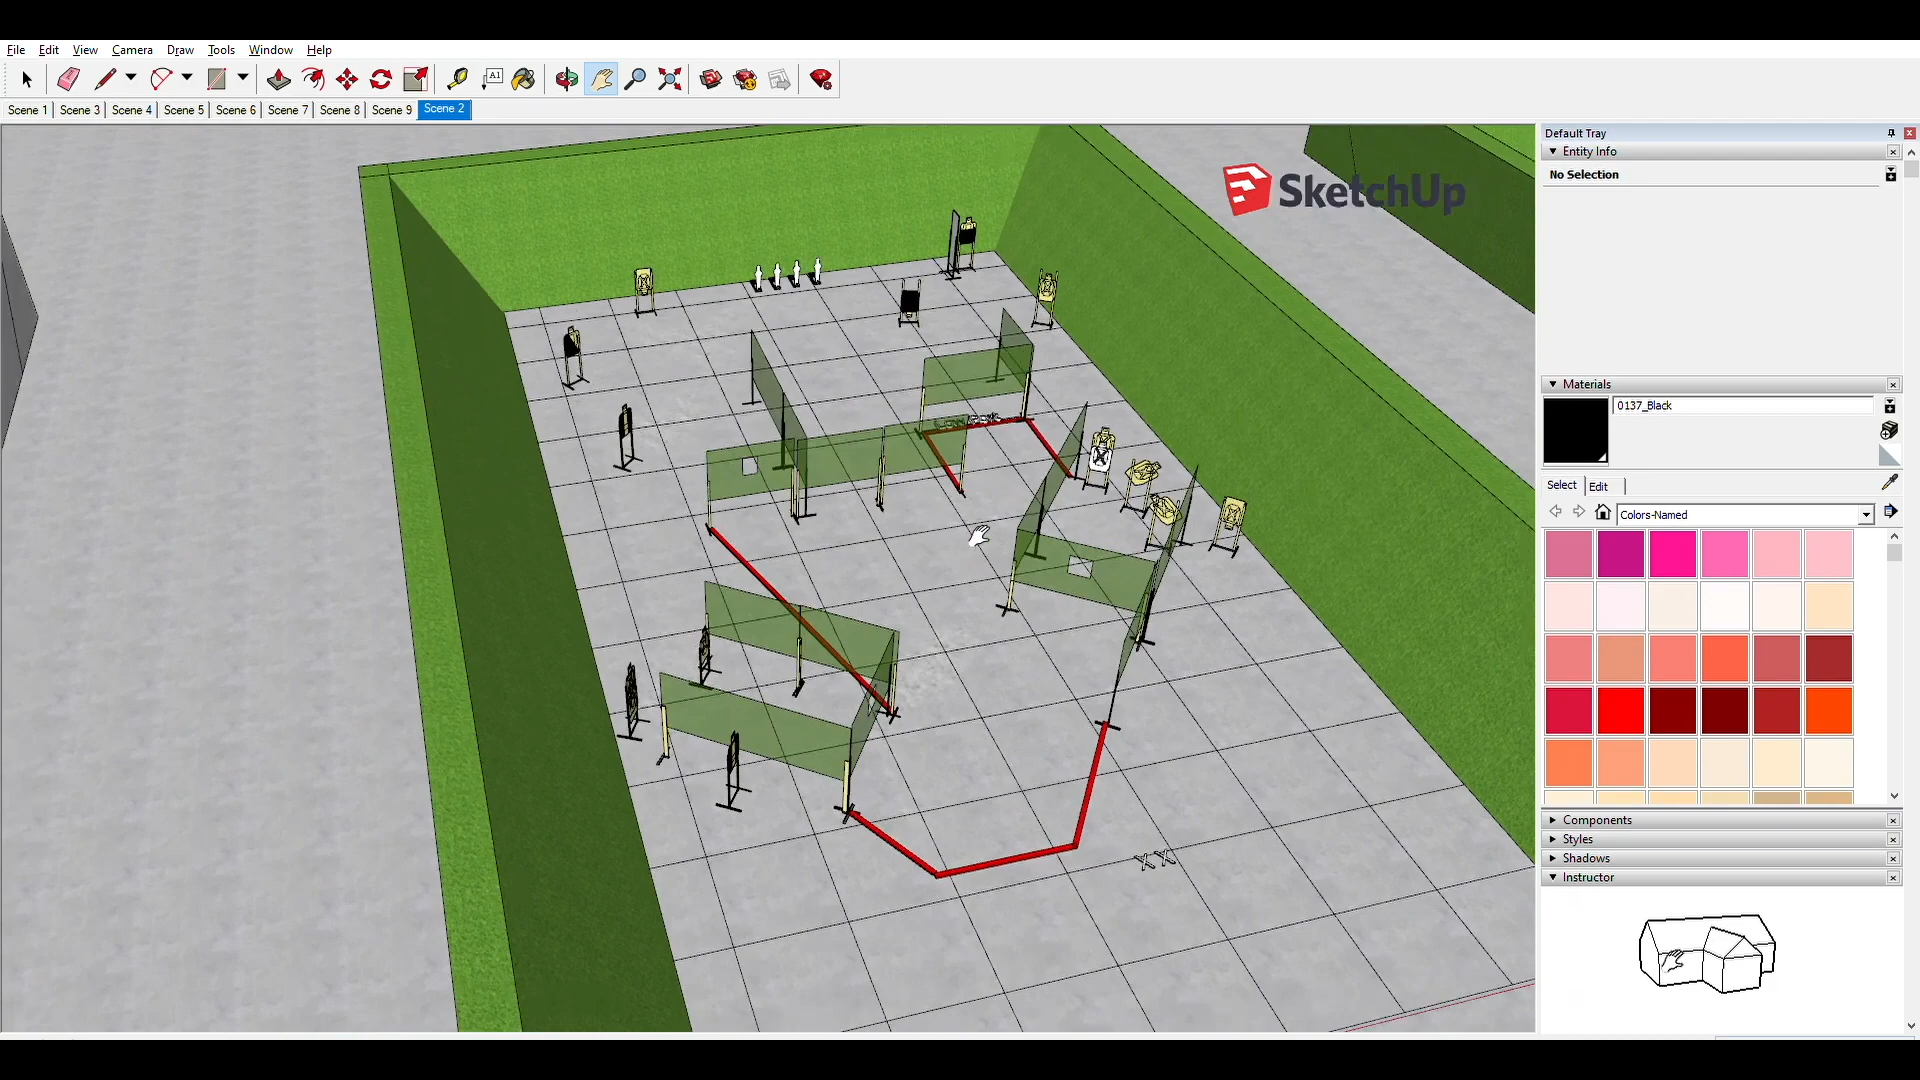 File Edit View Camera Draw Tools Window Help
A1
Scene 1 Scene 3 Scene 4 Scene 5 Scene 6 Scene 7 Scene 8 Scene 9 Scene 2
SketchUp
Default Tray
Entity Info
No Selection
Materials
0137_Black
Select Edit
Colors-Named
Components
Styles
Shadows
Instructor